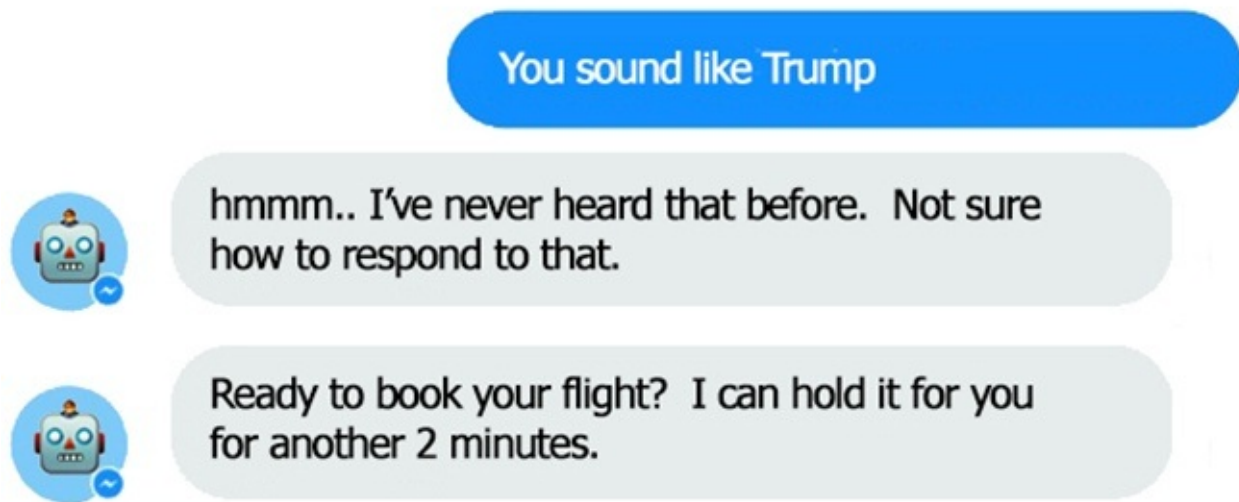 You sound like Trump
hmmm.. I've never heard that before.  Not sure
how to respond to that.
Ready to book your flight?  I can hold it for you
for another 2 minutes.